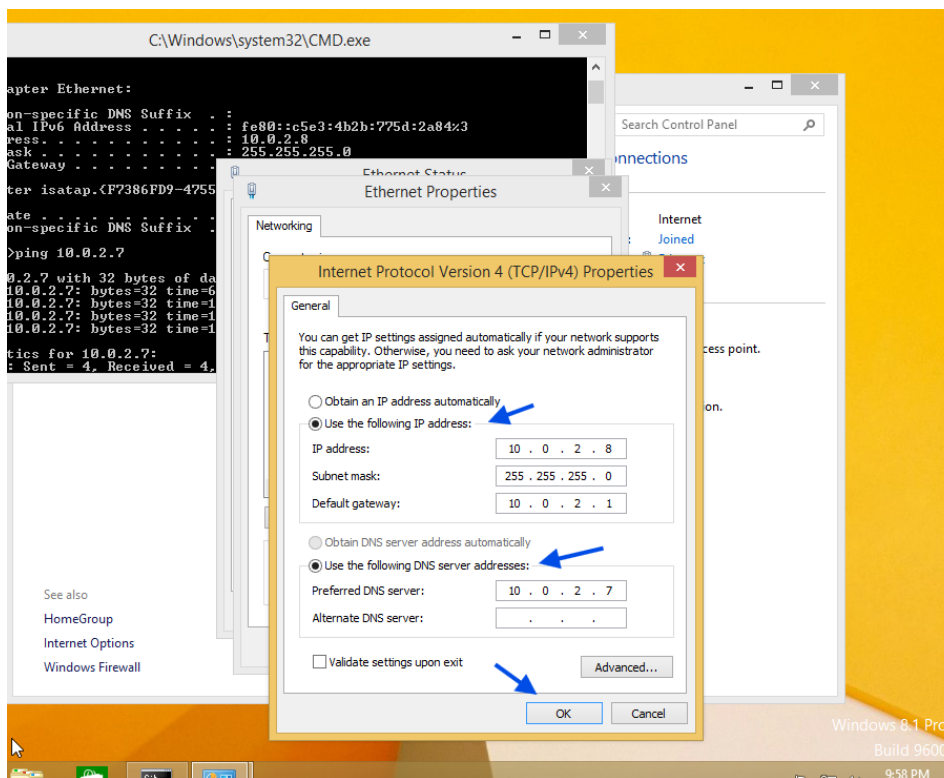 C:\Windows\system32\CMD.exe
apter Ethernet:
on-specific DNS Suffix . :
al IPv6 Address . . . . . : fe80::c5e3:4b2b:775d:2a84%3
ress. . . . . . . . . . . : 10.0.2.8
ask . . . . . . . . . . . : 255.255.255.0
Gateway . . . . . . . . .
ter isatap.{F7386FD9-4755
ate . . . . . . . . . . .
on-specific DNS Suffix .
>ping 10.0.2.7
0.2.7 with 32 bytes of da
10.0.2.7: bytes=32 time=6
10.0.2.7: bytes=32 time=1
10.0.2.7: bytes=32 time=1
10.0.2.7: bytes=32 time=1
tics for 10.0.2.7:
: Sent = 4, Received = 4,
Search Control Panel
onnections
Internet
Joined
cess point.
ion.
Ethernet Status
Ethernet Properties
Networking
Internet Protocol Version 4 (TCP/IPv4) Properties
General
You can get IP settings assigned automatically if your network supports
this capability. Otherwise, you need to ask your network administrator
for the appropriate IP settings.
Obtain an IP address automatically
Use the following IP address:
IP address: 10 . 0 . 2 . 8
Subnet mask: 255 . 255 . 255 . 0
Default gateway: 10 . 0 . 2 . 1
Obtain DNS server address automatically
Use the following DNS server addresses:
Preferred DNS server: 10 . 0 . 2 . 7
Alternate DNS server: . . .
Validate settings upon exit
Advanced...
OK Cancel
See also
HomeGroup
Internet Options
Windows Firewall
Windows 8.1 Pro
Build 9600
9:58 PM